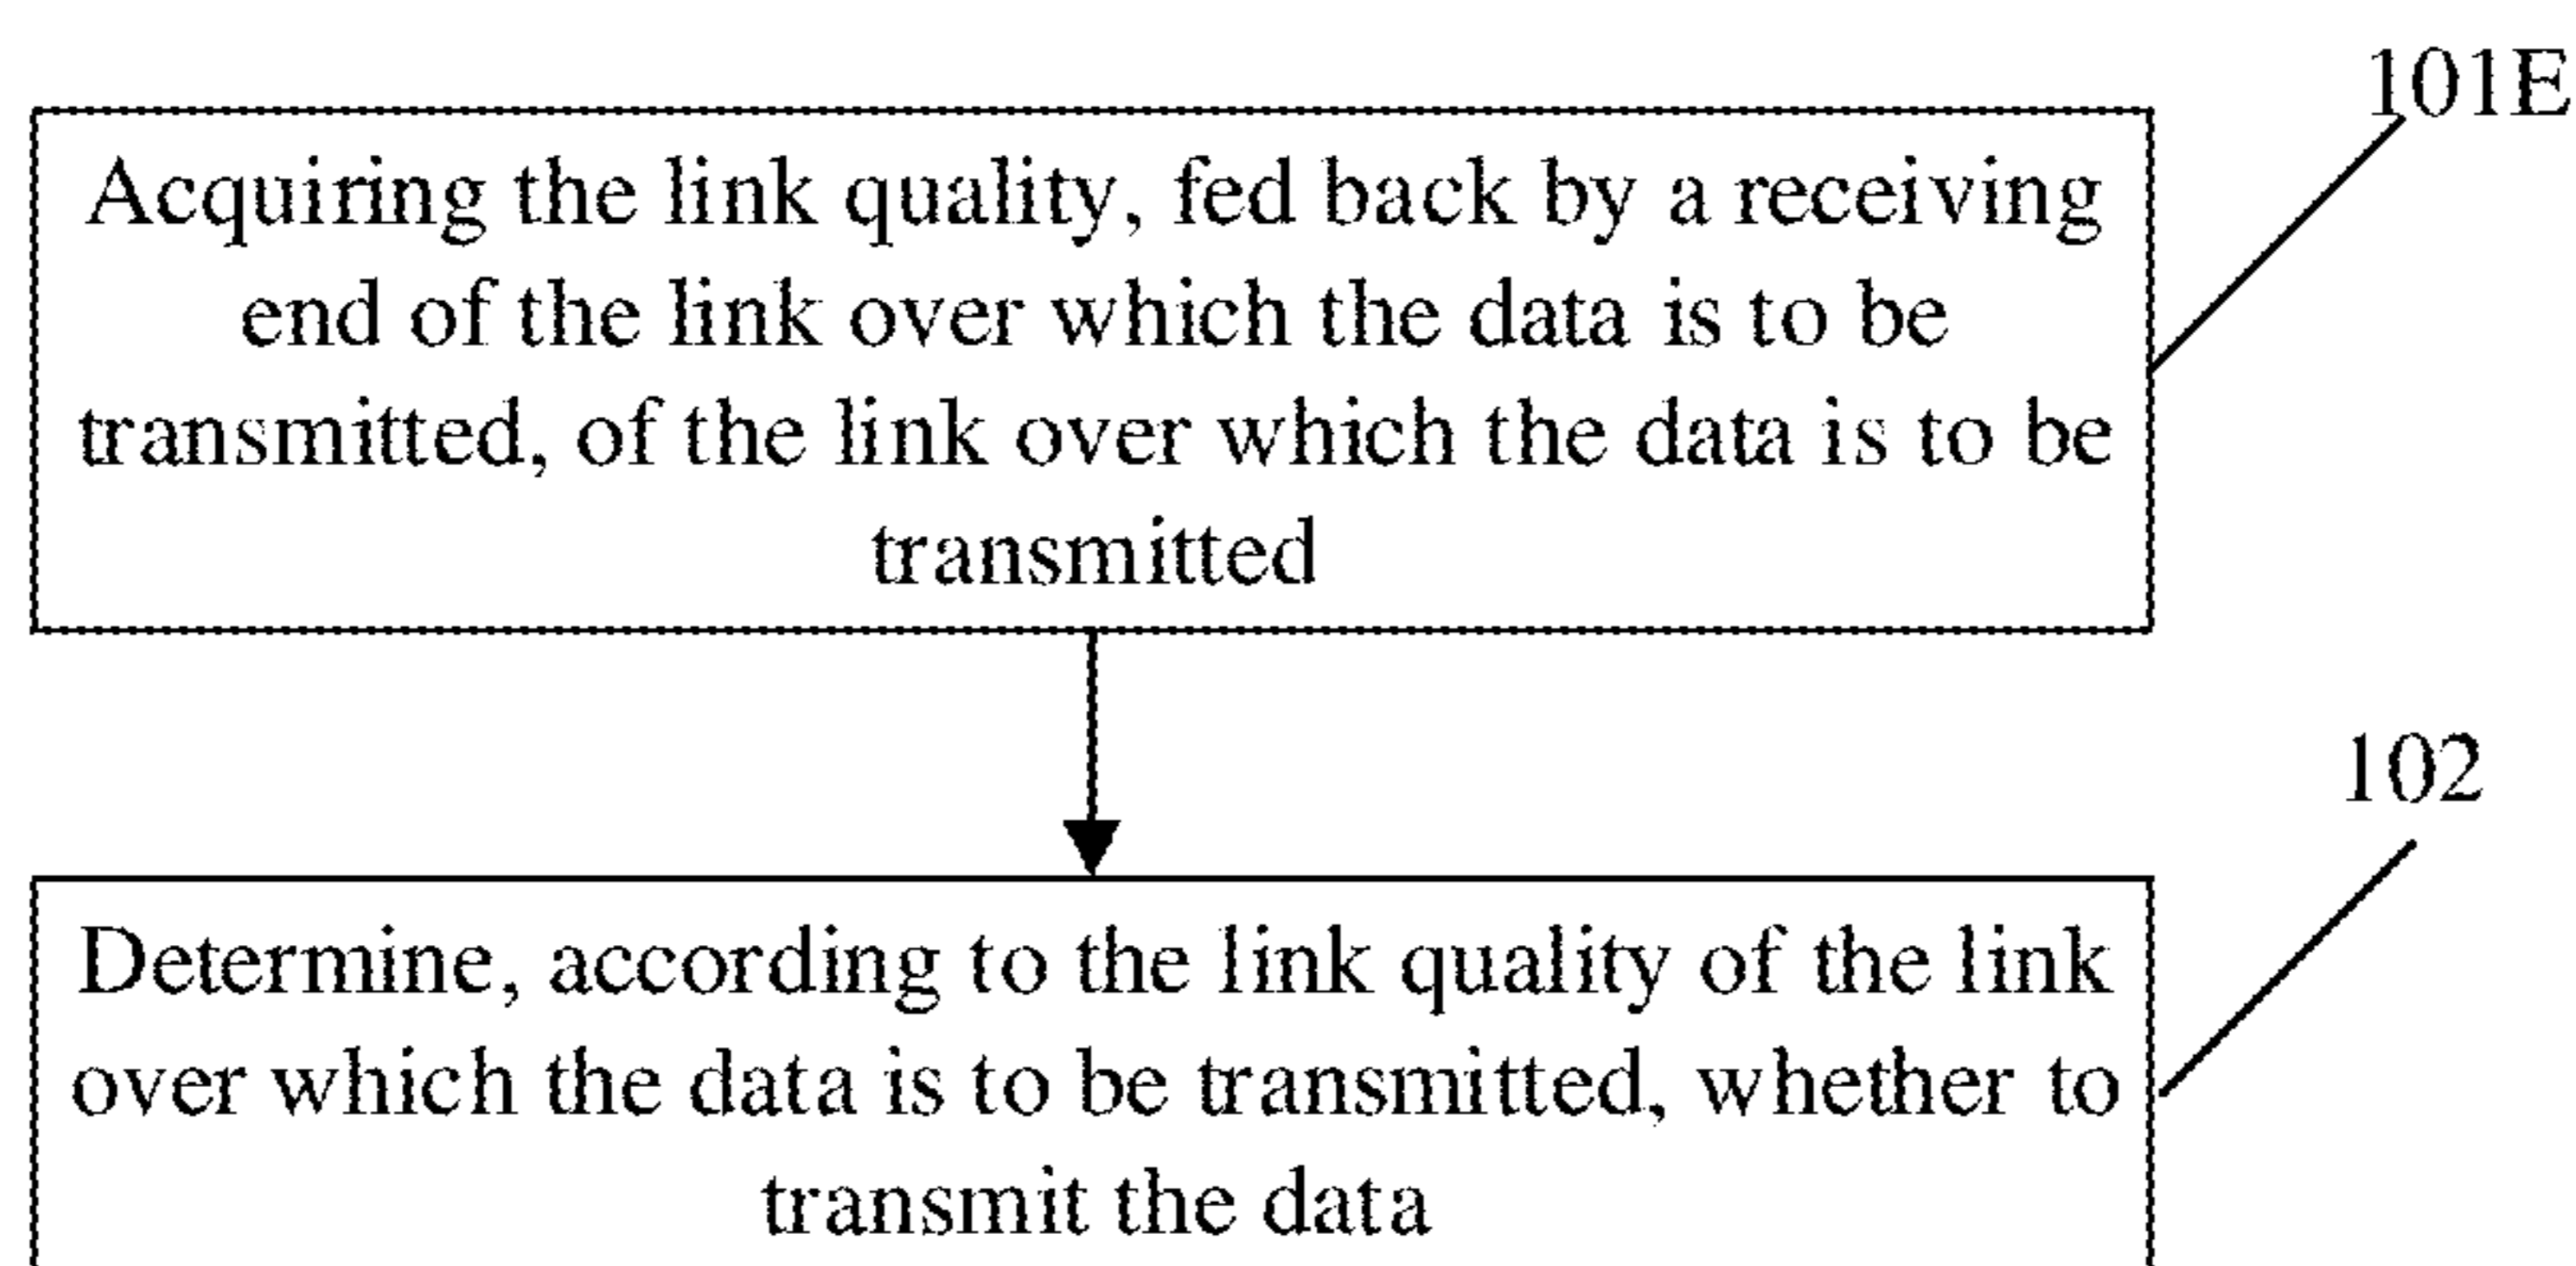 101E
Acquiring the link quality, fed back by a receiving
end of the link over which the data is to be
transmitted, of the link over which the data is to be
transmitted
102
Determine, according to the link quality of the link
over which the data is to be transmitted, whether to
transmit the data